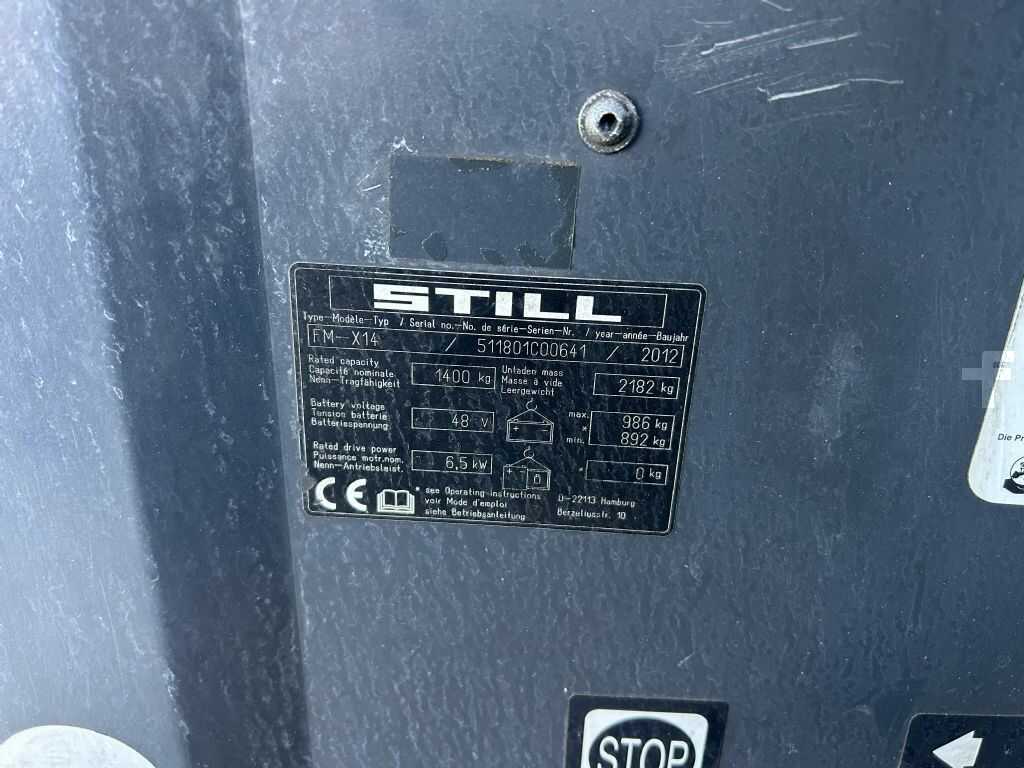 STILL
Type-Modèle-Typ / Serial no.-No. de série-Serien-Nr. / year-année-Baujahr
FM-X14 / 511801C00641 / 2012
Rated capacity
Capacité nominale
Nenn-Tragfähigkeit
1400 kg
Unladen mass
Masse à vide
Leergewicht
2182 kg
Battery voltage
Tension batterie
Batteriespannung
48 V
max. 986 kg
*
min. 892 kg
Rated drive power
Puissance motr.nom.
Nenn-Antriebsleist.
6,5 kW
* 0 kg
CE
* see Operating instructions
voir Mode d'emploi
siehe Betriebsanleitung
D-22113 Hamburg
Berzeliusstr. 10
Die Pr
STOP